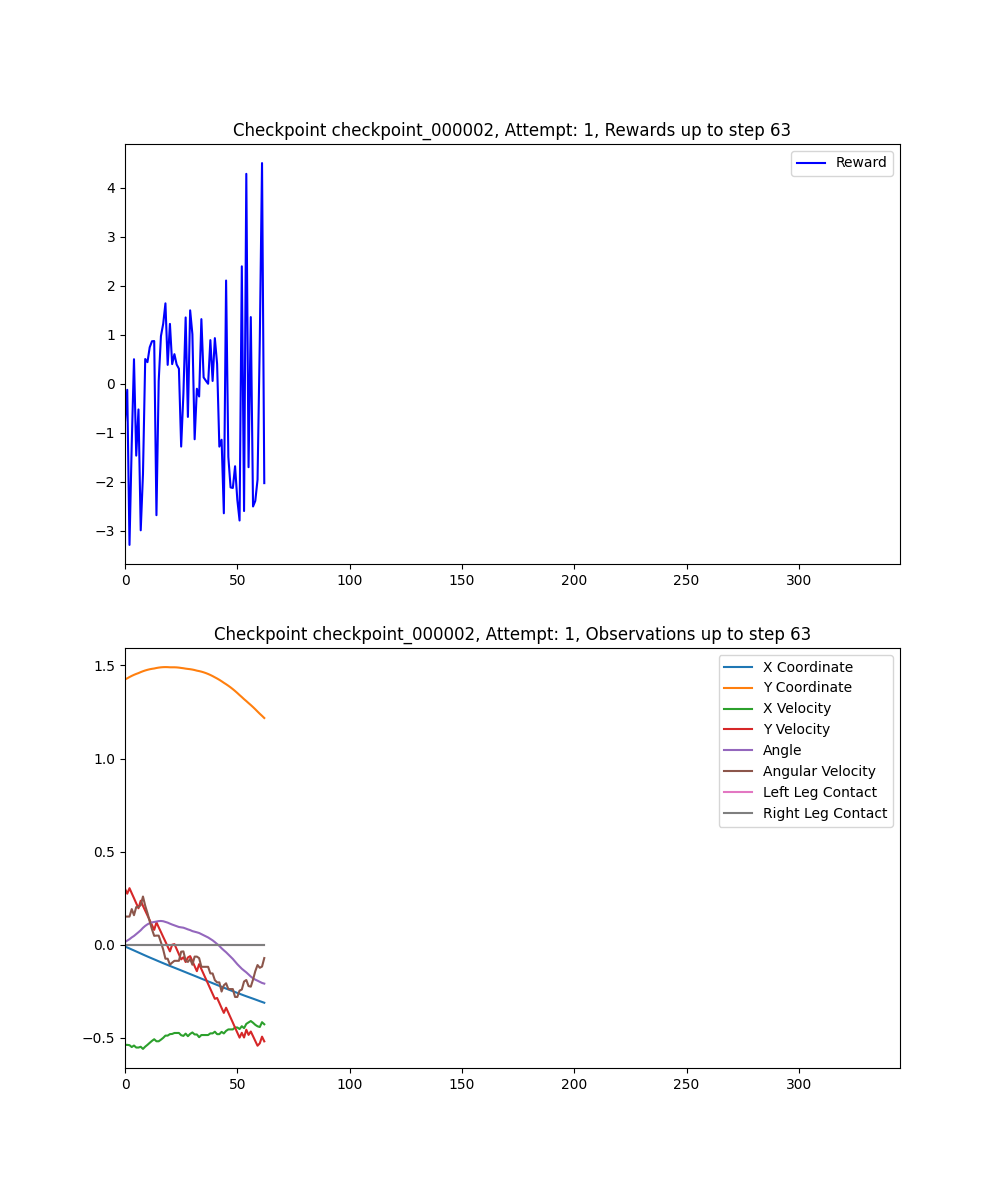 Checkpoint checkpoint_000002, Attempt: 1, Rewards up to step 63
Reward
4
3
2
1
0
−1
−2
−3
0 50 100 150 200 250 300
Checkpoint checkpoint_000002, Attempt: 1, Observations up to step 63
X Coordinate
Y Coordinate
X Velocity
Y Velocity
Angle
Angular Velocity
Left Leg Contact
Right Leg Contact
1.5
1.0
0.5
0.0
−0.5
0 50 100 150 200 250 300